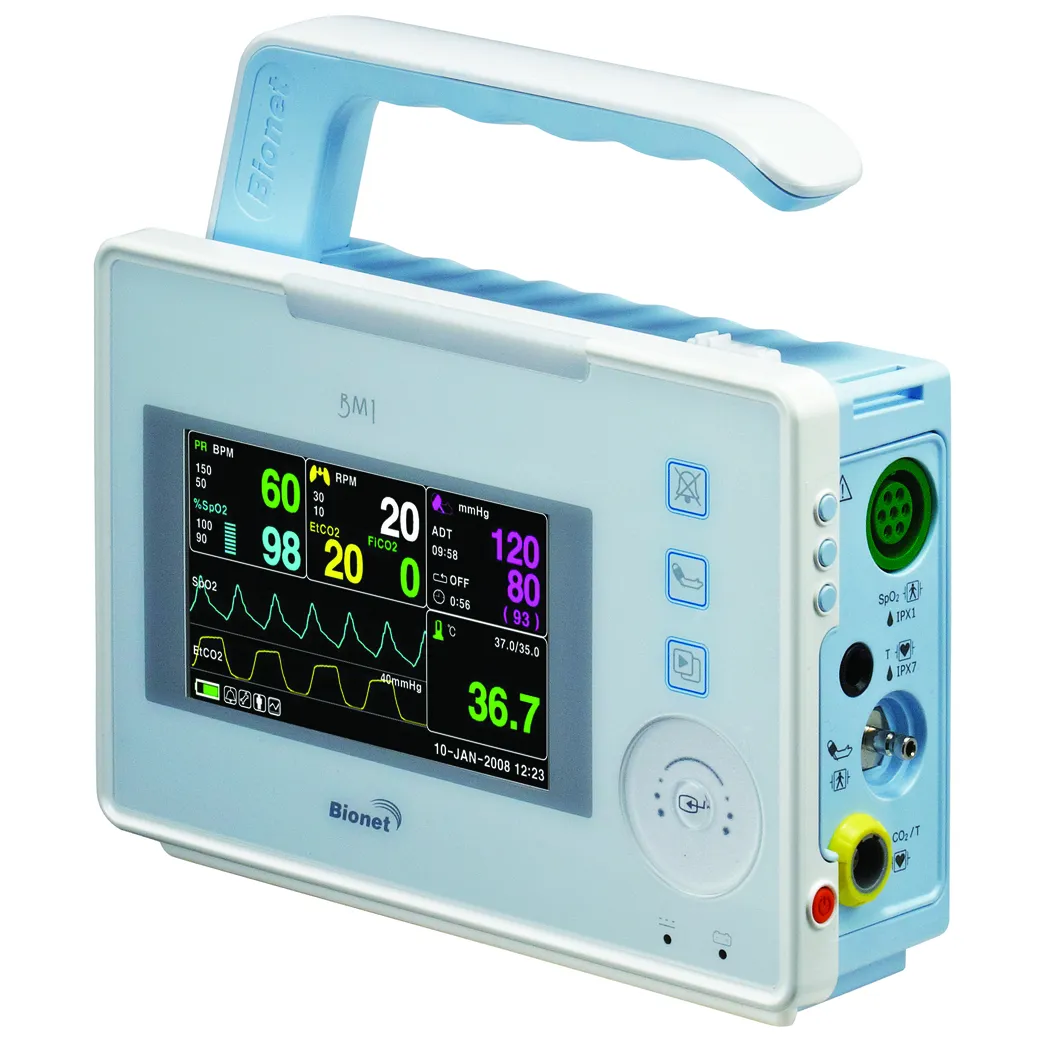 Bionet
BM1
PR BPM
150
50
60
%SpO2
100
90
98
RPM
30
10
20
EtCO2
20
FiCO2
0
mmHg
ADT
09:58
OFF
0:56
120
80
(93)
SpO2
EtCO2
40mmHg
°C
37.0/35.0
36.7
10-JAN-2008 12:23
Bionet
SpO₂
IPX1
T
IPX7
CO₂/T